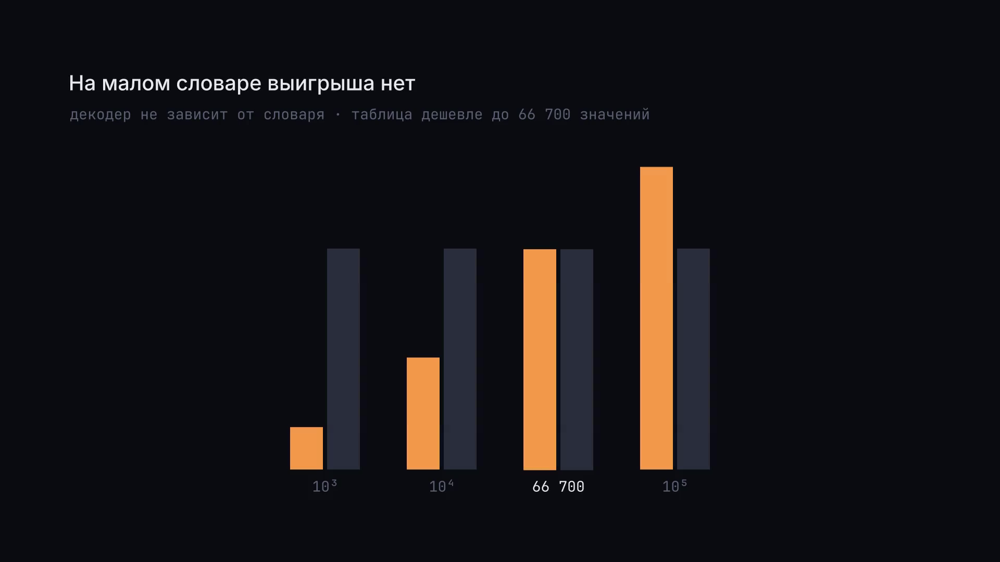 На малом словаре выигрыша нет
декодер не зависит от словаря · таблица дешевле до 66 700 значений
10³ 10⁴ 66 700 10⁵